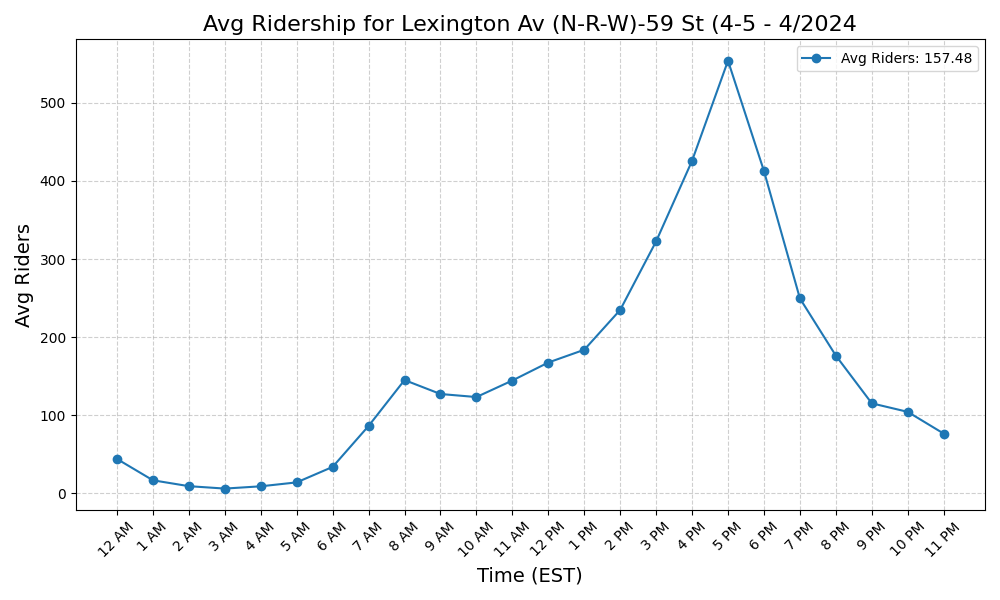 Avg Ridership for Lexington Av (N-R-W)-59 St (4-5 - 4/2024
Avg Riders: 157.48
Avg Riders
500
400
300
200
100
0
12 AM
1 AM
2 AM
3 AM
4 AM
5 AM
6 AM
7 AM
8 AM
9 AM
10 AM
11 AM
12 PM
1 PM
2 PM
3 PM
4 PM
5 PM
6 PM
7 PM
8 PM
9 PM
10 PM
11 PM
Time (EST)